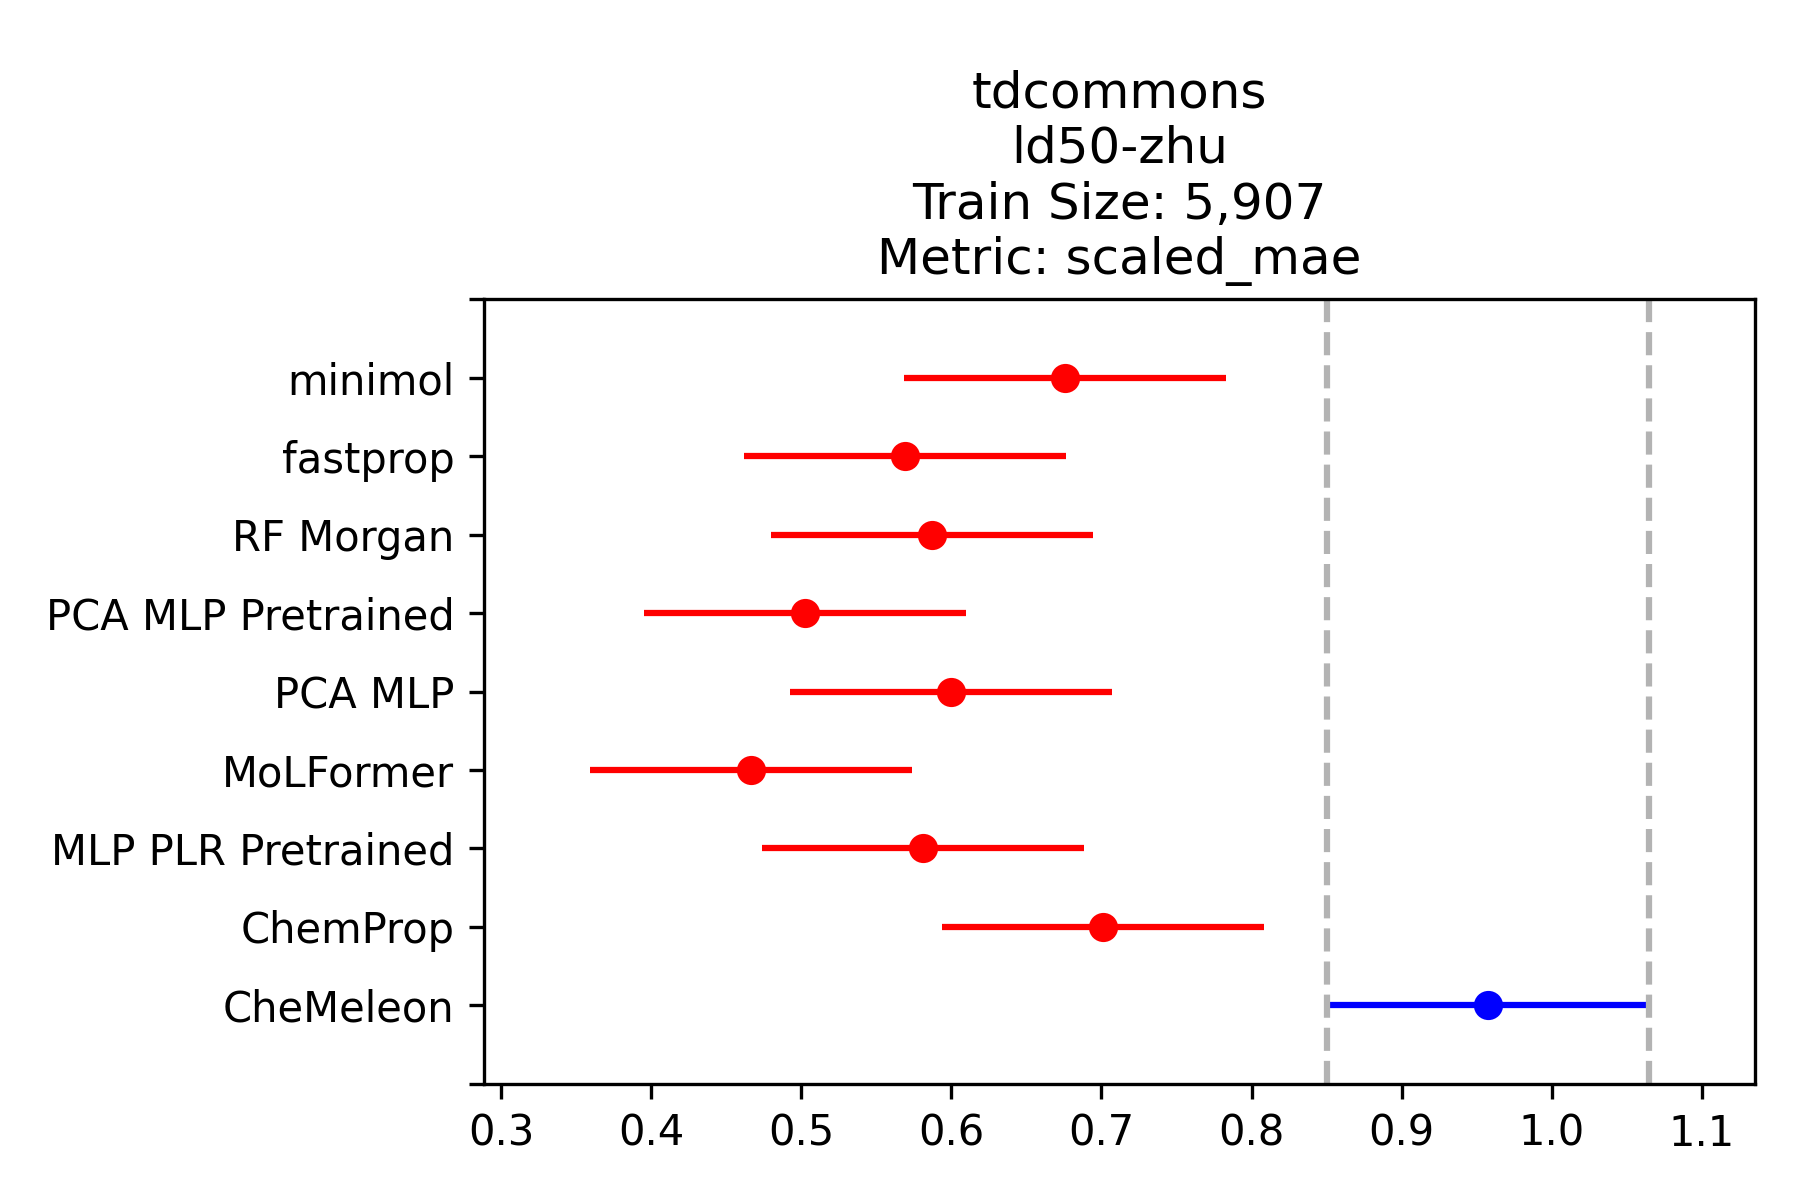 tdcommons
ld50-zhu
Train Size: 5,907
Metric: scaled_mae
minimol
fastprop
RF Morgan
PCA MLP Pretrained
PCA MLP
MoLFormer
MLP PLR Pretrained
ChemProp
CheMeleon
0.3 0.4 0.5 0.6 0.7 0.8 0.9 1.0 1.1